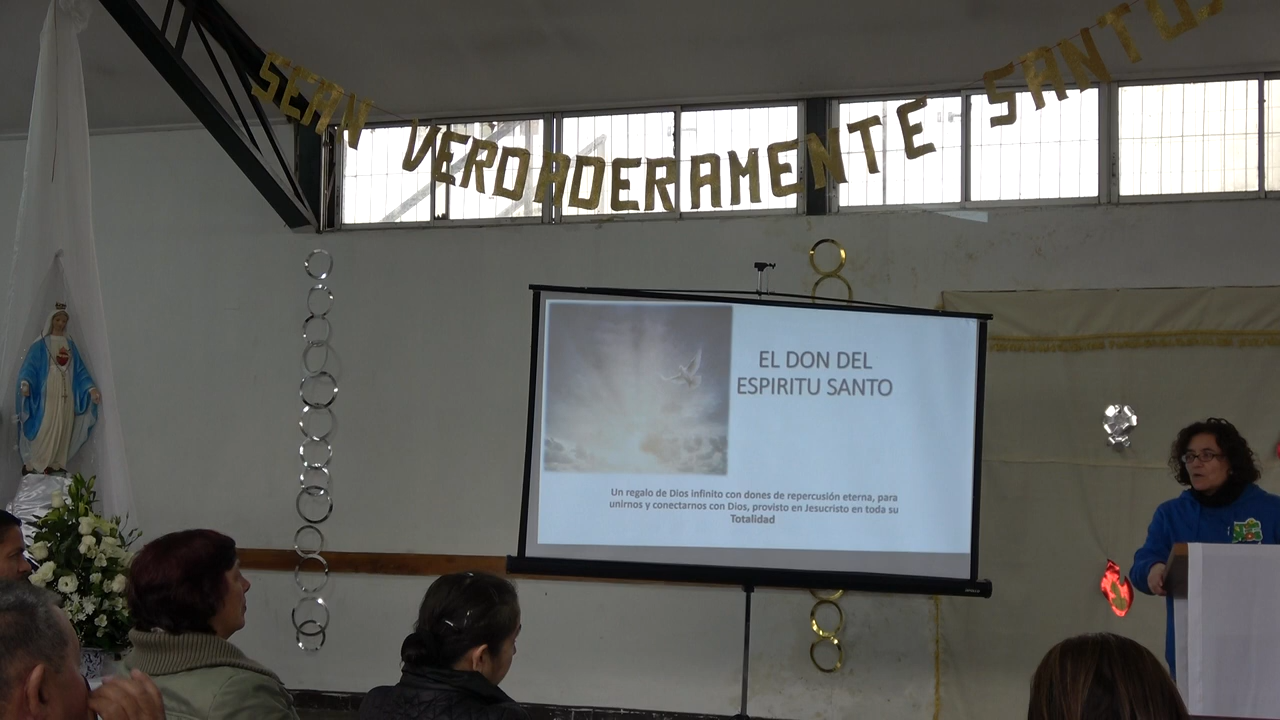 SEAN VERDADERAMENTE SANTOS
EL DON DEL
ESPIRITU SANTO
Un regalo de Dios infinito con dones de repercusión eterna, para
unirnos y conectarnos con Dios, provisto en Jesucristo en toda su
Totalidad